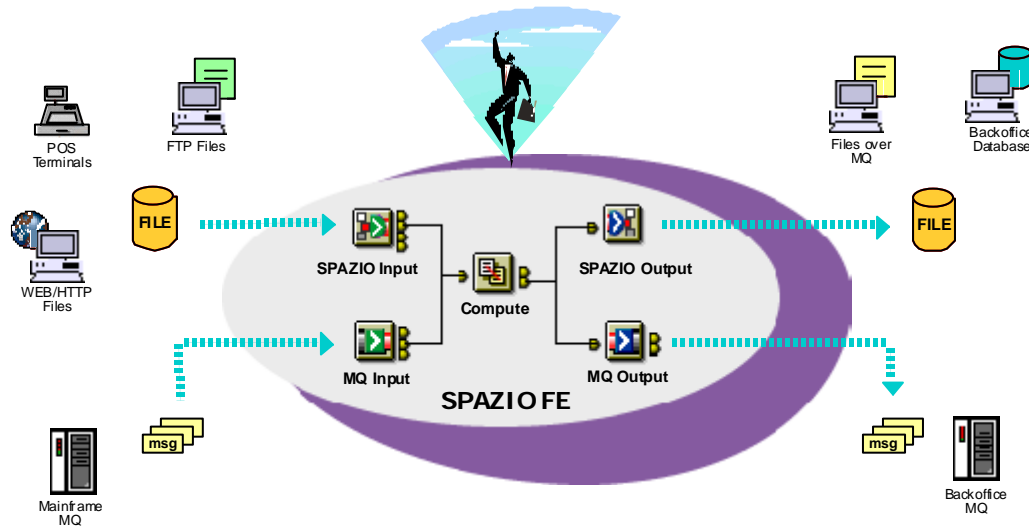 POS
Terminals
FTP Files
Files over
MQ
Backoffice
Database
FILE
FILE
WEB/HTTP
Files
SPAZIO Input
SPAZIO Output
Compute
MQ Input
MQ Output
SPAZIO FE
msg
msg
Mainframe
MQ
Backoffice
MQ